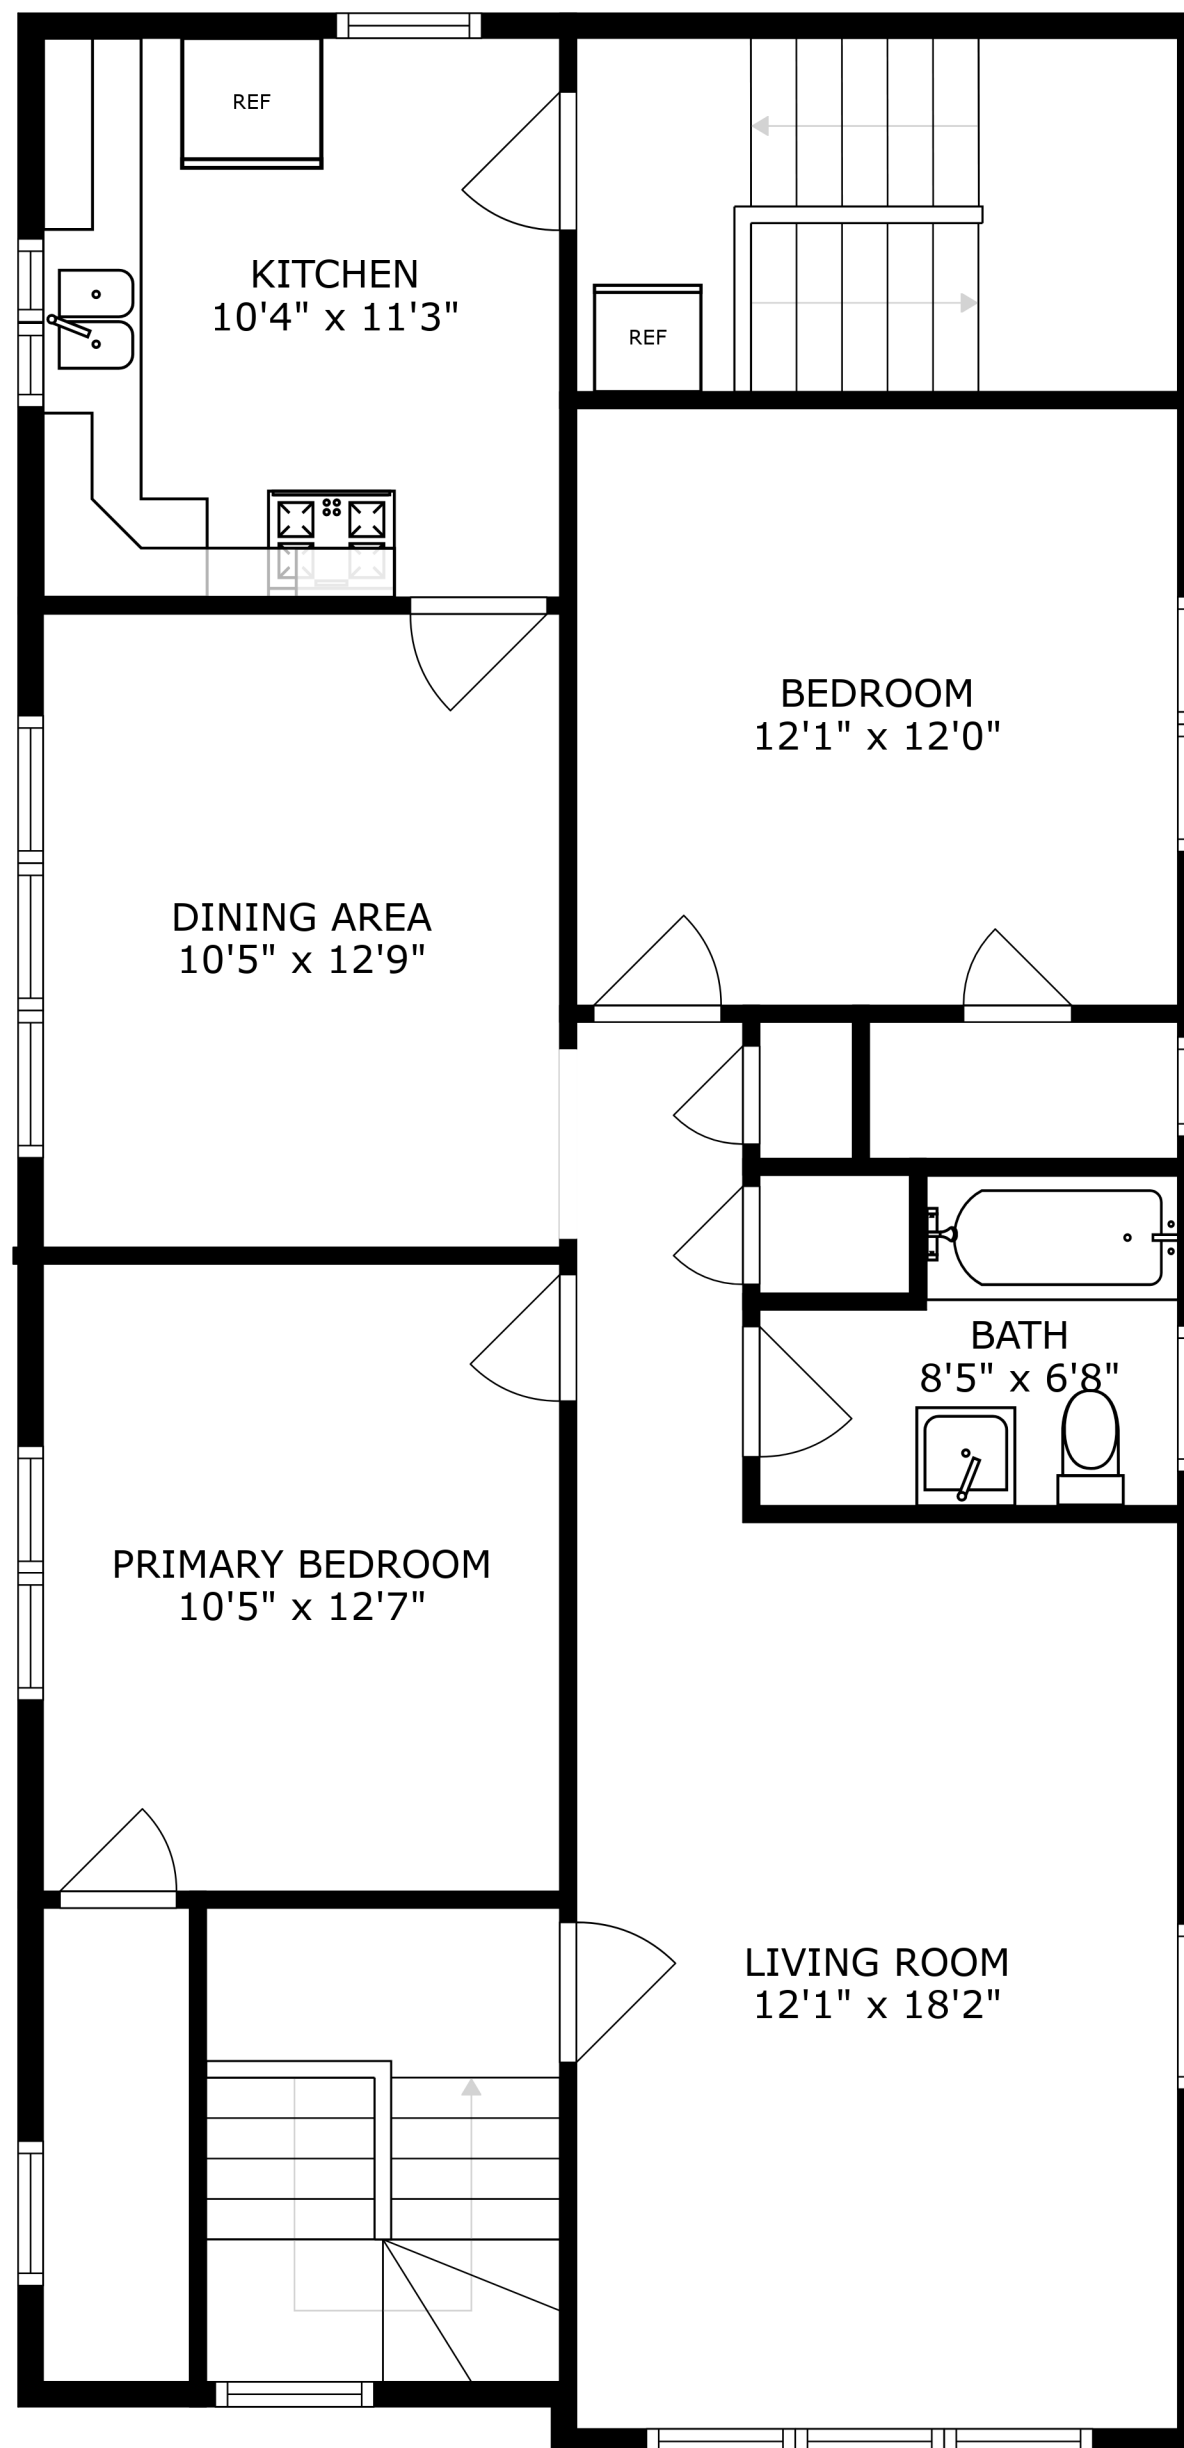 REF
KITCHEN
10'4" x 11'3"
REF
BEDROOM
12'1" x 12'0"
DINING AREA
10'5" x 12'9"
BATH
8'5" x 6'8"
PRIMARY BEDROOM
10'5" x 12'7"
LIVING ROOM
12'1" x 18'2"